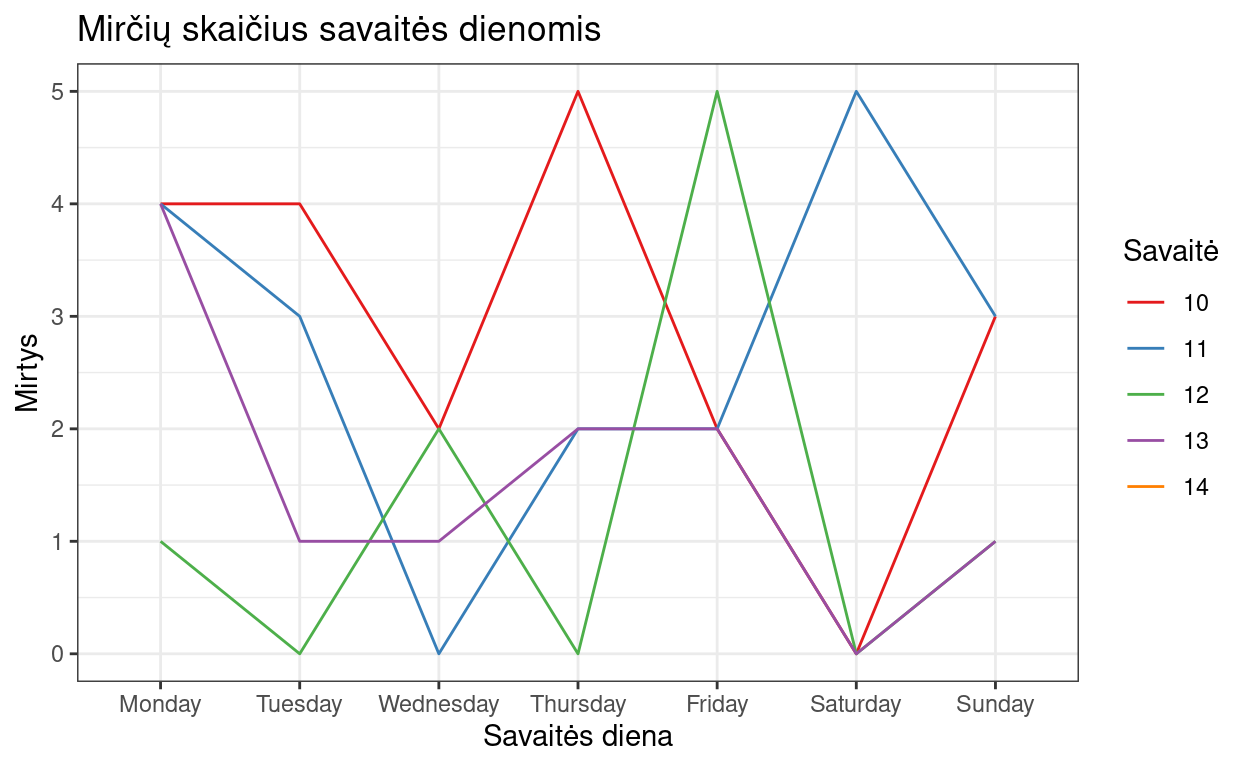 Mirčių skaičius savaitės dienomis
5
4
3
2
1
0
Mirtys
Monday Tuesday Wednesday Thursday Friday Saturday Sunday
Savaitės diena
Savaitė
10
11
12
13
14